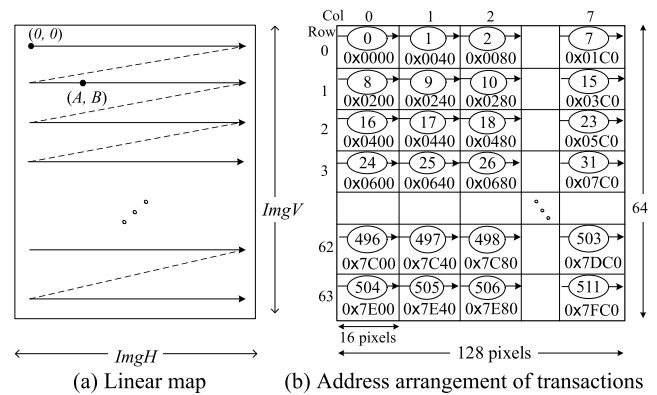 (0, 0)
(A, B)
ImgV
ImgH
(a) Linear map
Col 0 1 2 7
Row
0 0 1 2 7
0x0000 0x0040 0x0080 0x01C0
1 8 9 10 15
0x0200 0x0240 0x0280 0x03C0
2 16 17 18 23
0x0400 0x0440 0x0480 0x05C0
3 24 25 26 31
0x0600 0x0640 0x0680 0x07C0
64
62 496 497 498 503
0x7C00 0x7C40 0x7C80 0x7DC0
63 504 505 506 511
0x7E00 0x7E40 0x7E80 0x7FC0
16 pixels
128 pixels
(b) Address arrangement of transactions